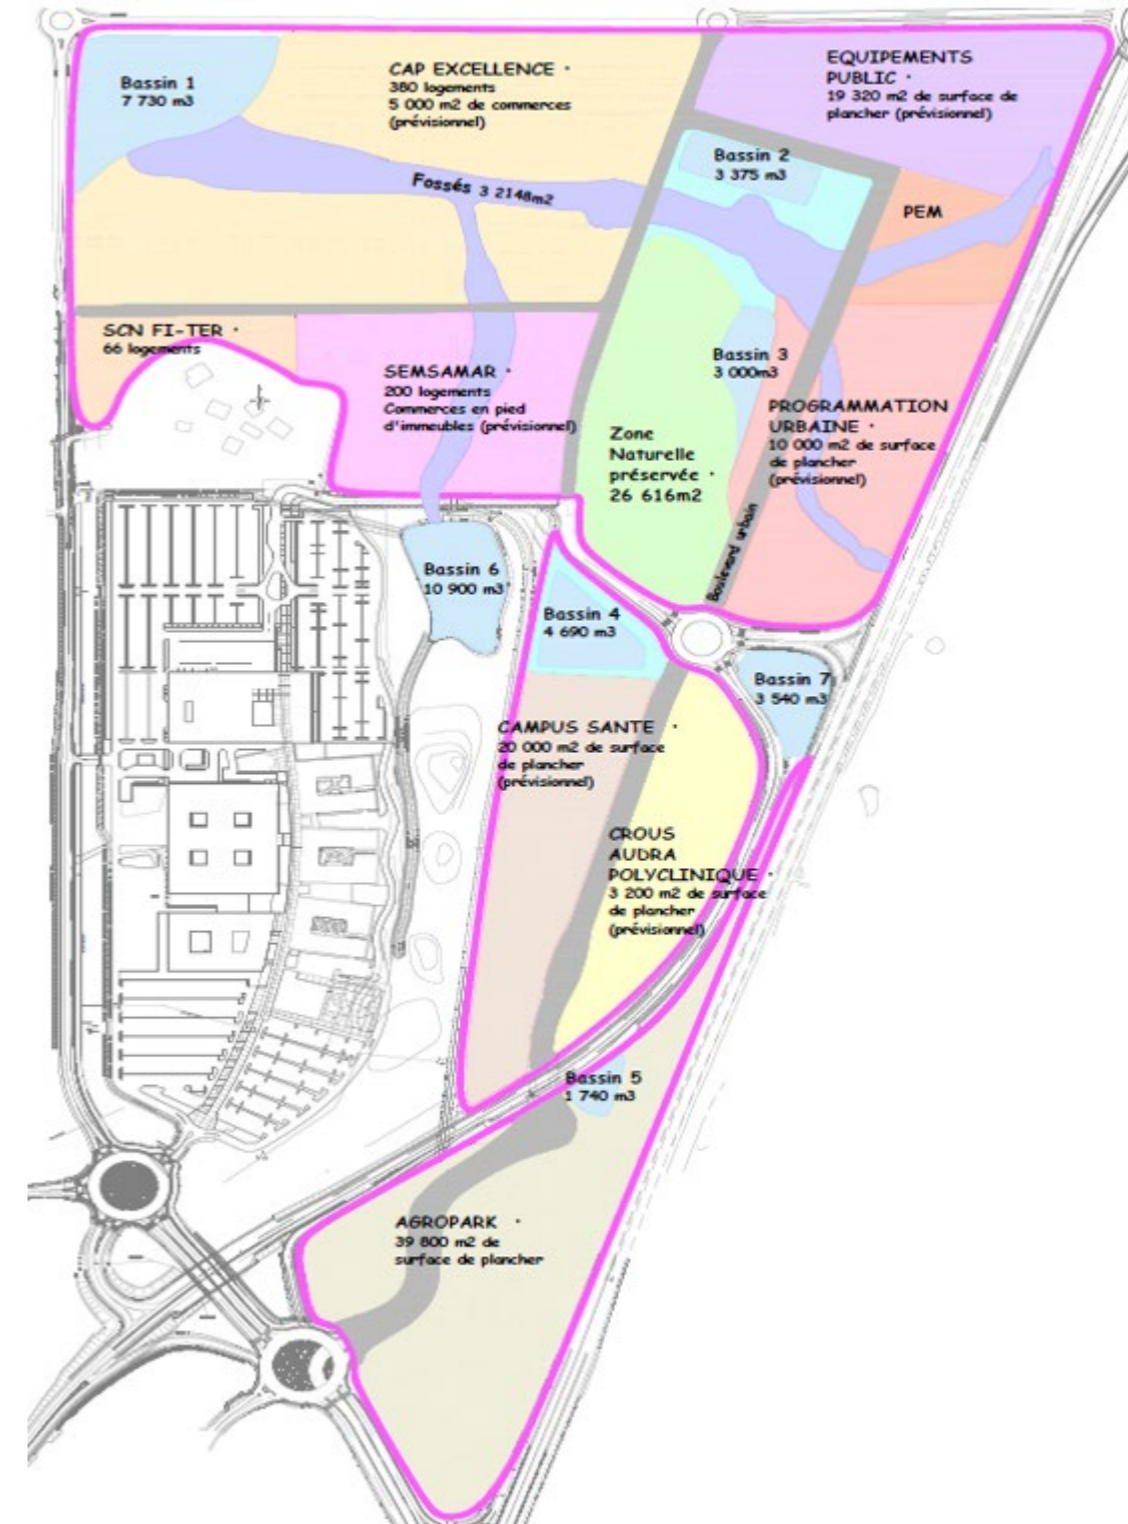 Bassin 1
7 730 m3
CAP EXCELLENCE ·
380 logements
5 000 m2 de commerces
(prévisionnel)
EQUIPEMENTS
PUBLIC ·
19 320 m2 de surface de
plancher (prévisionnel)
Bassin 2
3 375 m3
Fossés 3 2148m2
PEM
SCN FI-TER ·
66 logements
SEMSAMAR ·
200 logements
Commerces en pied
d'immeubles (prévisionnel)
Bassin 3
3 000m3
PROGRAMMATION
URBAINE ·
10 000 m2 de surface
de plancher
(prévisionnel)
Zone
Naturelle
préservée ·
26 616m2
Boulevard urbain
Bassin 6
10 900 m3
Bassin 4
4 690 m3
Bassin 7
3 540 m3
CAMPUS SANTE ·
20 000 m2 de surface
de plancher
(prévisionnel)
CROUS
AUDRA
POLYCLINIQUE ·
3 200 m2 de surface
de plancher
(prévisionnel)
Bassin 5
1 740 m3
AGROPARK ·
39 800 m2 de
surface de plancher